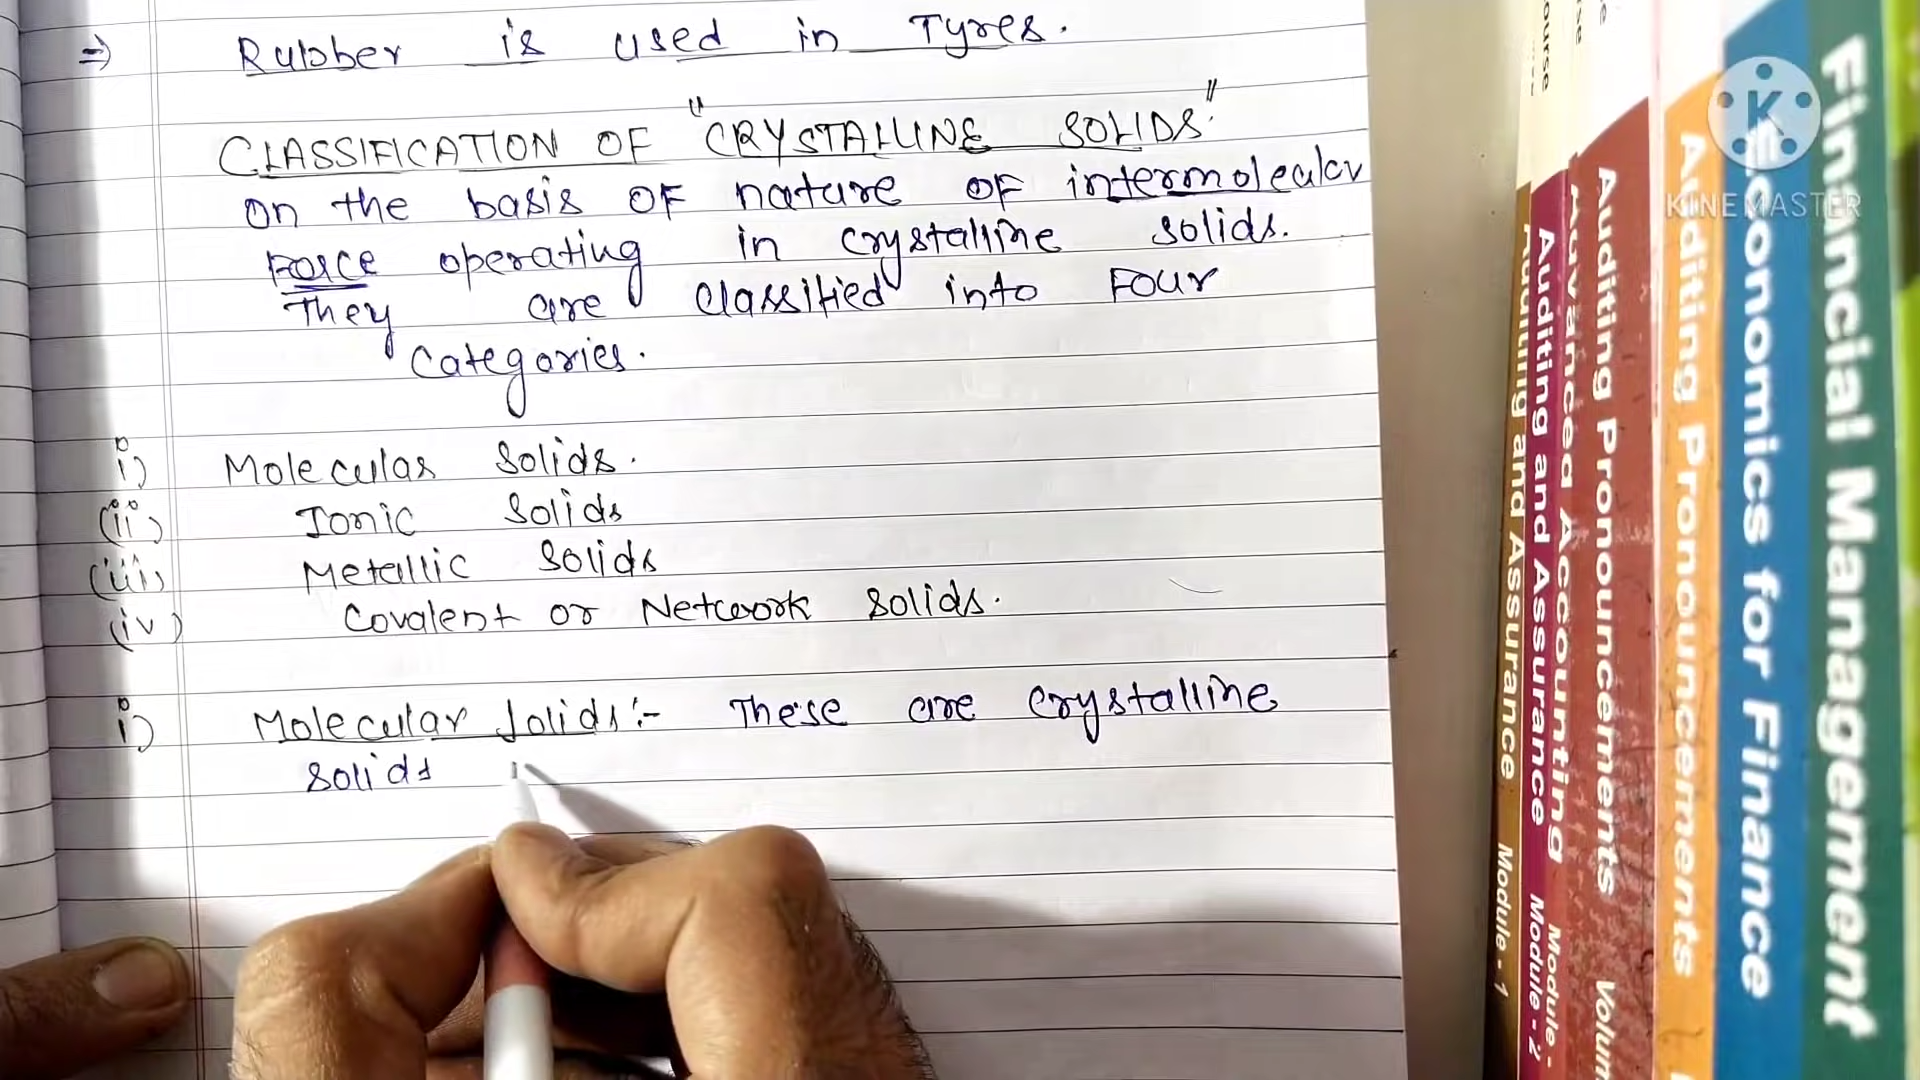 ⇒ Rubber is used in Tyres.
CLASSIFICATION OF "CRYSTALLINE SOLIDS."
on the basis of nature of intermolecular
Force operating in crystalline solids.
They are classified into Four
Categories.
i) Molecular Solids.
(ii) Ionic Solids
(iii) Metallic Solids
(iv) Covalent or Network Solids.
i) Molecular Solids:- These are crystalline
solids
Auditing and Assurance Module - 1
Auditing and Assurance Module - 2
Advanced Accounting Module -
Auditing Pronouncements Volum
Auditing Pronouncements
Economics for Finance
Financial Management
K
KINEMASTER
ourse